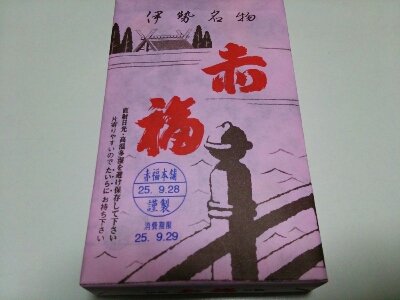 伊勢名物
赤福
直射日光・高温多湿を避け保存して下さい
片寄りやすいのでたいらにお持ち下さい
赤福本舗
25. 9.28
謹製
消費期限
25. 9.29